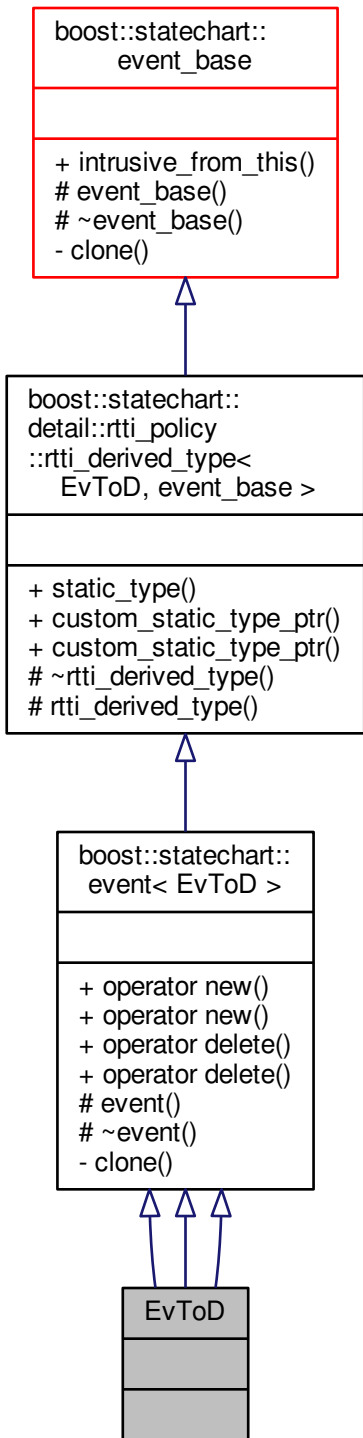 boost::statechart::
event_base
+ intrusive_from_this()
# event_base()
# ~event_base()
- clone()
boost::statechart::
detail::rtti_policy
::rtti_derived_type<
EvToD, event_base >
+ static_type()
+ custom_static_type_ptr()
+ custom_static_type_ptr()
# ~rtti_derived_type()
# rtti_derived_type()
boost::statechart::
event< EvToD >
+ operator new()
+ operator new()
+ operator delete()
+ operator delete()
# event()
# ~event()
- clone()
EvToD